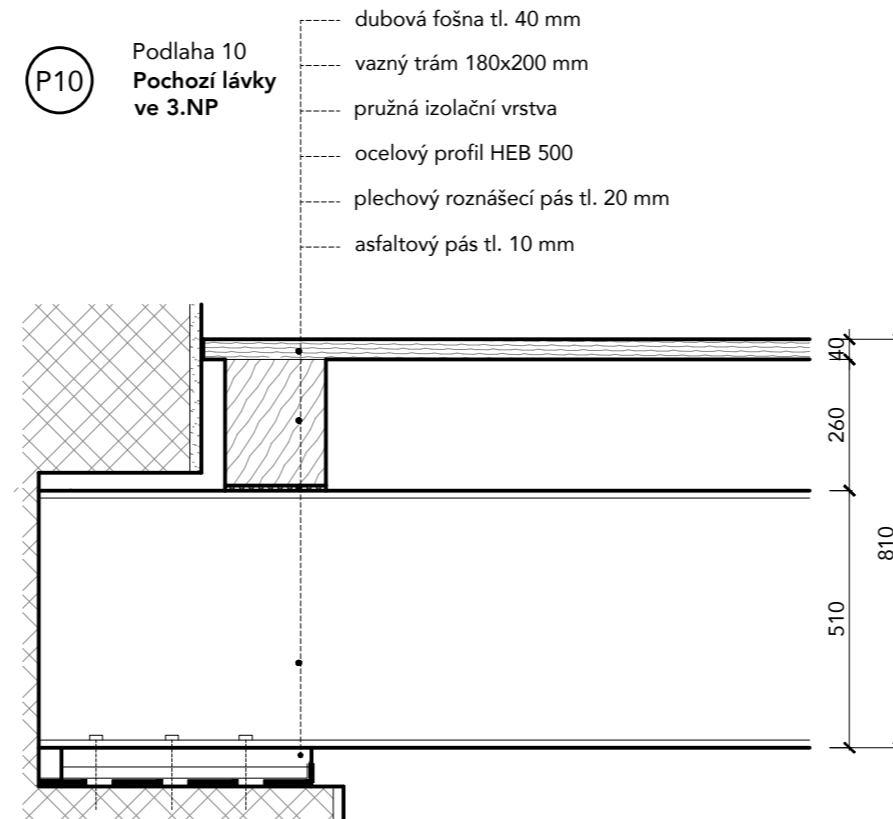 P10
Podlaha 10
Pochozí lávky
ve 3.NP
dubová fošna tl. 40 mm
vazný trám 180x200 mm
pružná izolační vrstva
ocelový profil HEB 500
plechový roznášecí pás tl. 20 mm
asfaltový pás tl. 10 mm
40
260
810
510